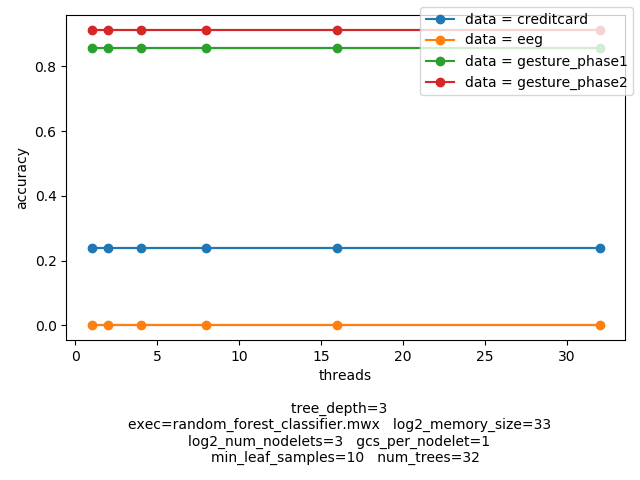 data = creditcard
data = eeg
data = gesture_phase1
data = gesture_phase2
accuracy
0.8
0.6
0.4
0.2
0.0
0 5 10 15 20 25 30
threads
tree_depth=3
exec=random_forest_classifier.mwx log2_memory_size=33
log2_num_nodelets=3 gcs_per_nodelet=1
min_leaf_samples=10 num_trees=32